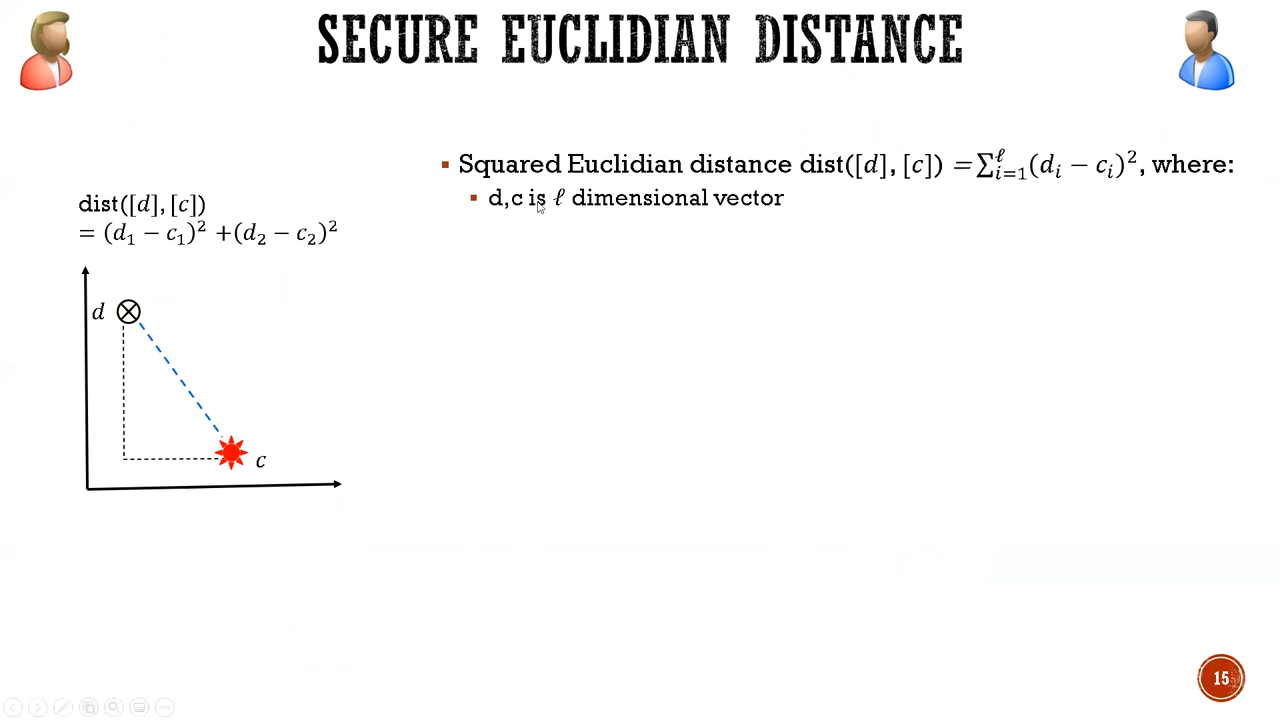 SECURE EUCLIDIAN DISTANCE
▪ Squared Euclidian distance dist([𝑑], [𝑐]) =∑ᵢ₌₁^ℓ(𝑑ᵢ − 𝑐ᵢ)², where:
▪ d,c is ℓ dimensional vector
dist([𝑑], [𝑐])
= (𝑑₁ − 𝑐₁)² +(𝑑₂ − 𝑐₂)²
𝑑
𝑐
15